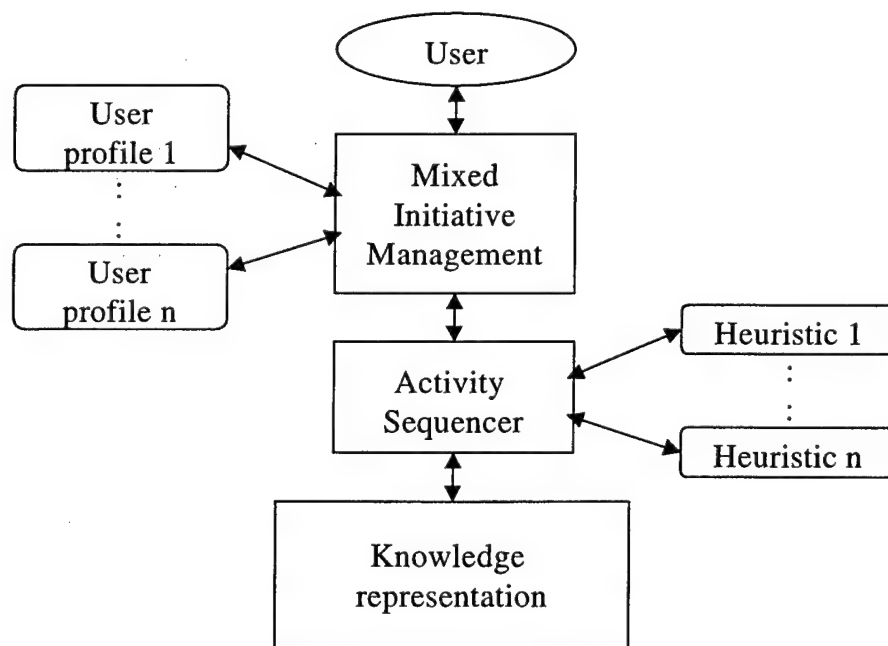 User
User
profile 1
User
profile n
Mixed
Initiative
Management
Activity
Sequencer
Heuristic 1
Heuristic n
Knowledge
representation